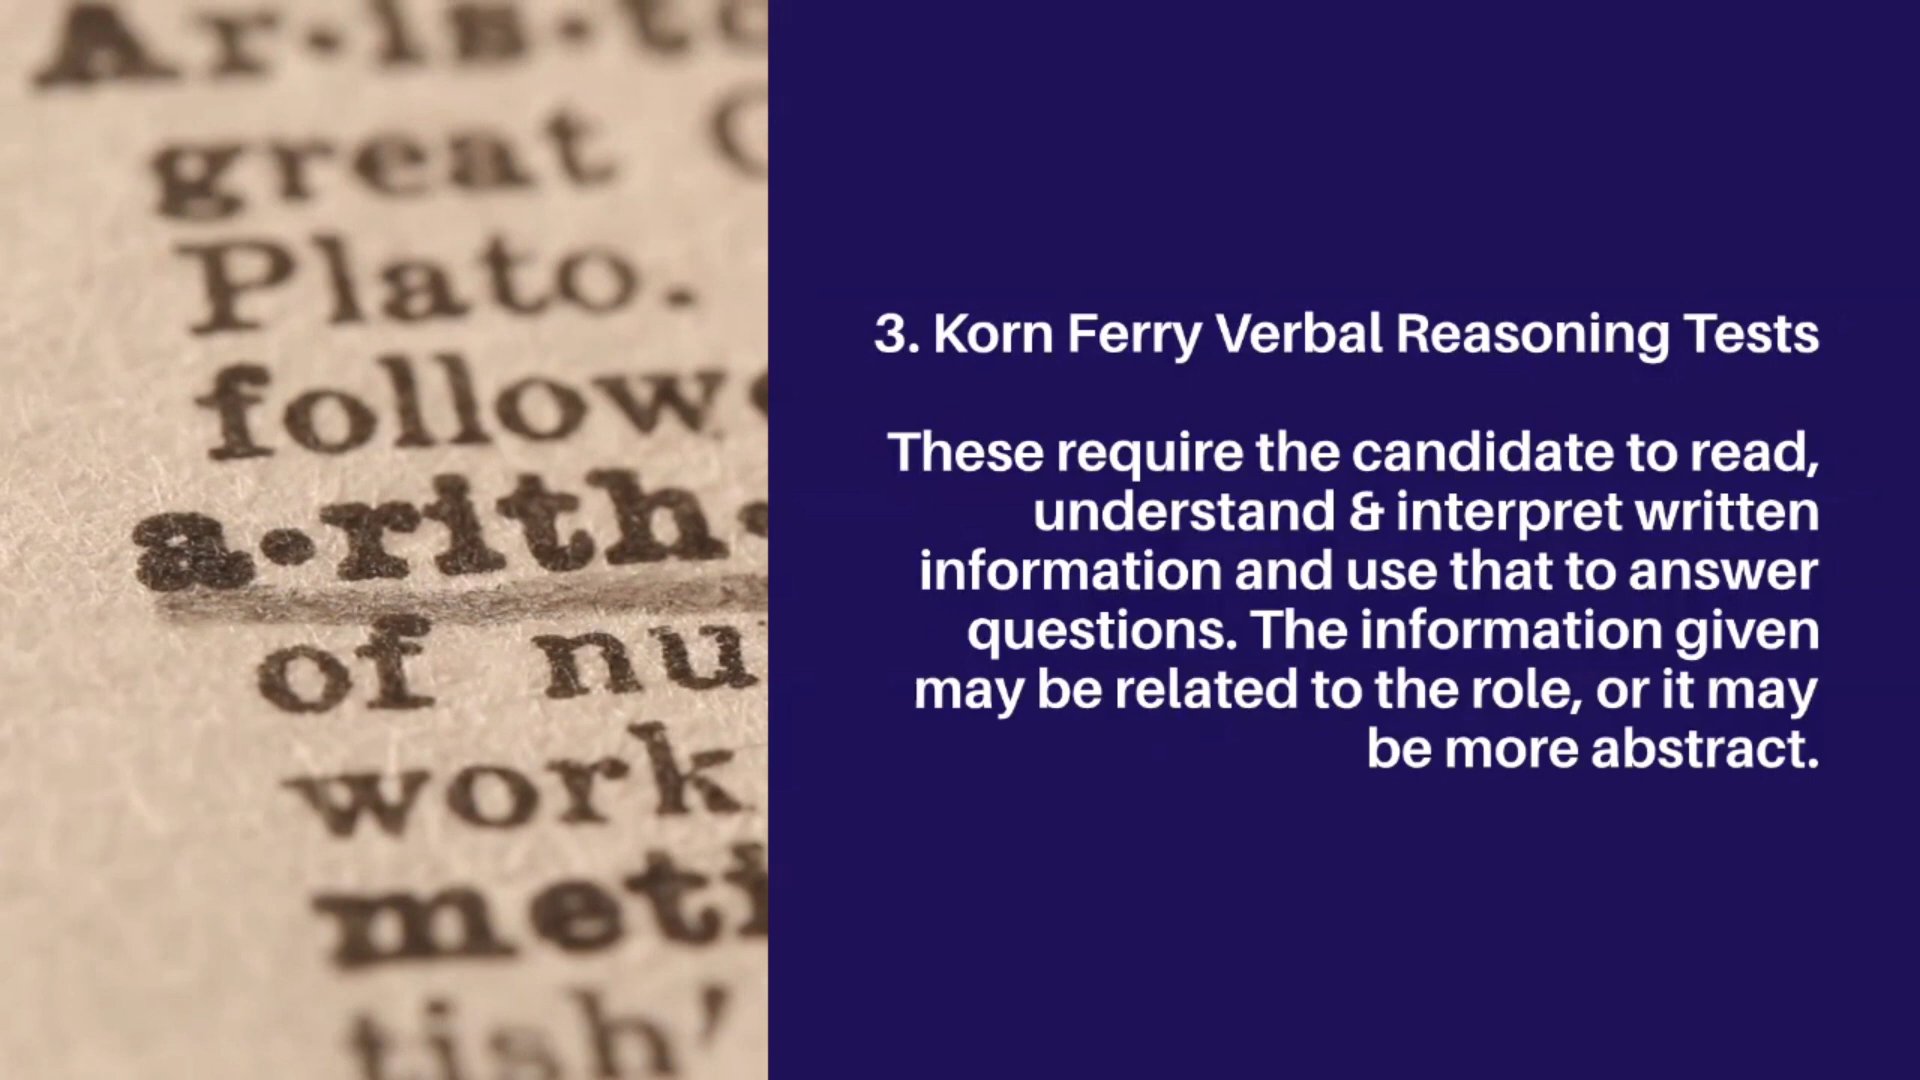 Ar·is·to
great
Plato.
follow
a·rith·
of nu
work
met
tish'
3. Korn Ferry Verbal Reasoning Tests
These require the candidate to read,
understand & interpret written
information and use that to answer
questions. The information given
may be related to the role, or it may
be more abstract.